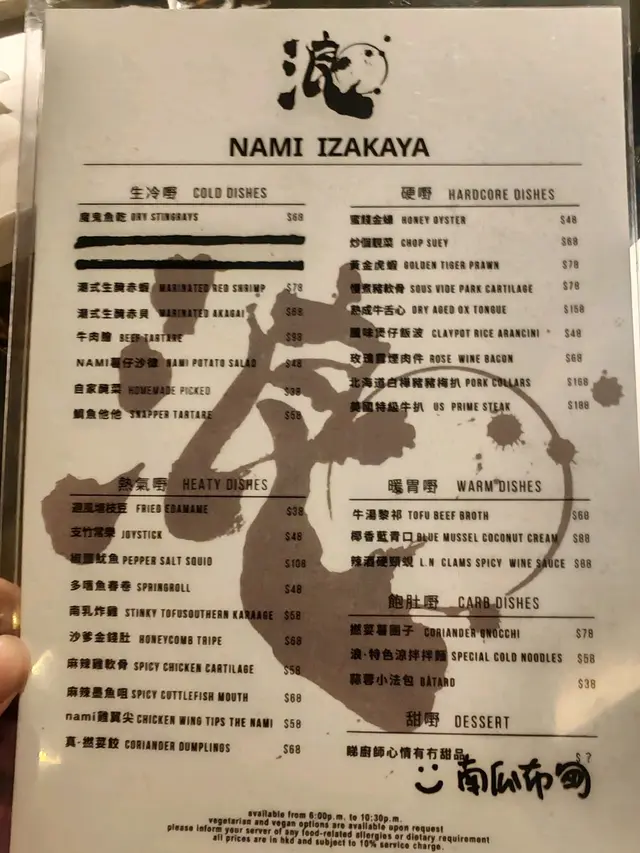 浪
NAMI IZAKAYA
生冷嘢 COLD DISHES
魔鬼魚乾 DRY STINGRAYS $68
港式生醃赤蝦 MARINATED RED SHRIMP $78
港式生醃赤貝 MARINATED AKAGAI $68
牛肉膾 BEEF TARTARE $98
NAMI薯仔沙律 NAMI POTATO SALAD $48
自家醃菜 HOMEMADE PICKED $38
鯛魚他他 SNAPPER TARTARE $58
熱氣嘢 HEATY DISHES
避風塘枝豆 FRIED EDAMAME $38
支竹常樂 JOYSTICK $48
椒鹽魷魚 PEPPER SALT SQUID $108
多嘈魚春卷 SPRINGROLL $48
南乳炸雞 STINKY TOFUSOUTHERN KARAAGE $58
沙爹金錢肚 HONEYCOMB TRIPE $68
麻辣雞軟骨 SPICY CHICKEN CARTILAGE $58
麻辣墨魚咀 SPICY CUTTLEFISH MOUTH $68
nami雞翼尖 CHICKEN WING TIPS THE NAMI $58
真·撚荽餃 CORIANDER DUMPLINGS $68
硬嘢 HARDCORE DISHES
蜜餞金蠔 HONEY OYSTER $48
炒個靚菜 CHOP SUEY $68
黃金虎蝦 GOLDEN TIGER PRAWN $78
慢煮豬軟骨 SOUS VIDE PARK CARTILAGE $78
熟成牛舌心 DRY AGED OX TONGUE $158
臘味煲仔飯波 CLAYPOT RICE ARANCINI $48
玫瑰露煙肉件 ROSE WINE BACON $68
北海道白樺豬豬梅扒 PORK COLLARS $168
美國特級牛扒 US PRIME STEAK $188
暖胃嘢 WARM DISHES
牛湯黎祁 TOFU BEEF BROTH $68
椰香藍青口 BLUE MUSSEL COCONUT CREAM $88
辣酒硬頸蜆 L.N CLAMS SPICY WINE SAUCE $88
飽肚嘢 CARB DISHES
撚荽薯團子 CORIANDER GNOCCHI $78
浪·特色涼拌拌麵 SPECIAL COLD NOODLES $58
蒜蓉小法包 BÂTARD $38
甜嘢 DESSERT
睇廚師心情有冇甜品 $ ?
南瓜布甸
available from 6:00p.m. to 10:30p.m.
vegetarian and vegan options are available upon request
please inform your server of any food-related allergies or dietary requirement
all prices are in hkd and subject to 10% service charge.